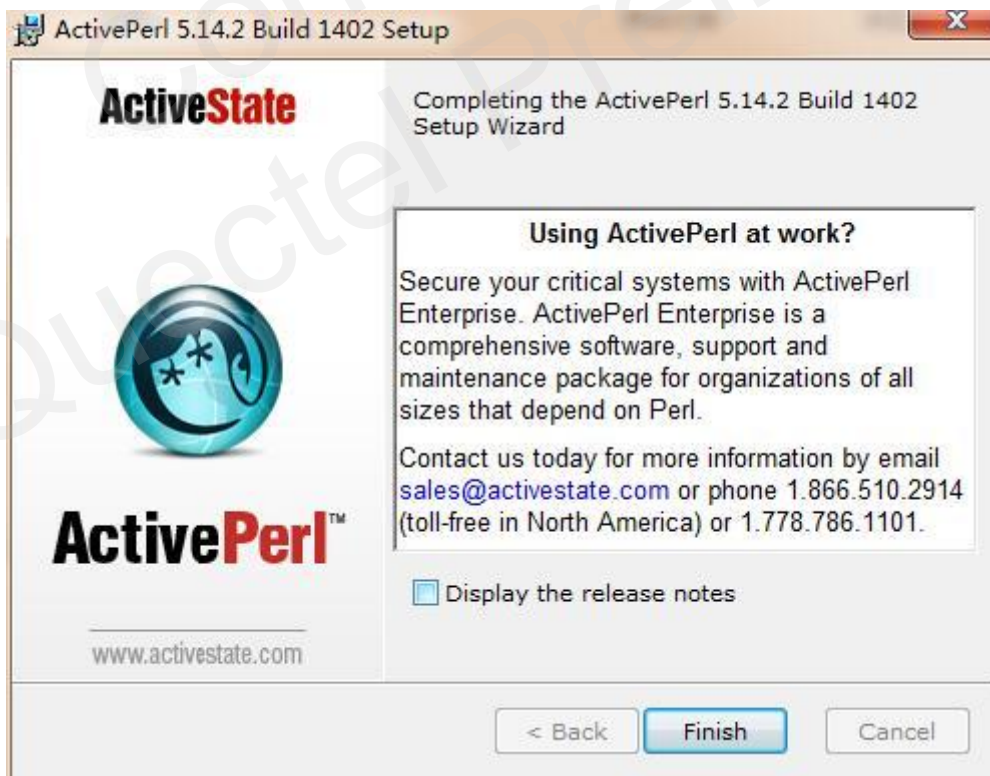 ActivePerl 5.14.2 Build 1402 Setup
ActiveState
Completing the ActivePerl 5.14.2 Build 1402
Setup Wizard
Using ActivePerl at work?
Secure your critical systems with ActivePerl
Enterprise. ActivePerl Enterprise is a
comprehensive software, support and
maintenance package for organizations of all
sizes that depend on Perl.
Contact us today for more information by email
sales@activestate.com or phone 1.866.510.2914
(toll-free in North America) or 1.778.786.1101.
ActivePerl™
Display the release notes
www.activestate.com
< Back
Finish
Cancel
Quectel